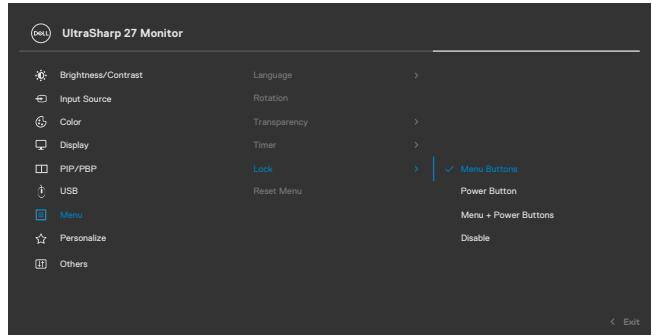 DELL UltraSharp 27 Monitor
Brightness/Contrast
Input Source
Color
Display
PIP/PBP
USB
Menu
Personalize
Others
Language
Rotation
Transparency
Timer
Lock
Reset Menu
Menu Buttons
Power Button
Menu + Power Buttons
Disable
Exit